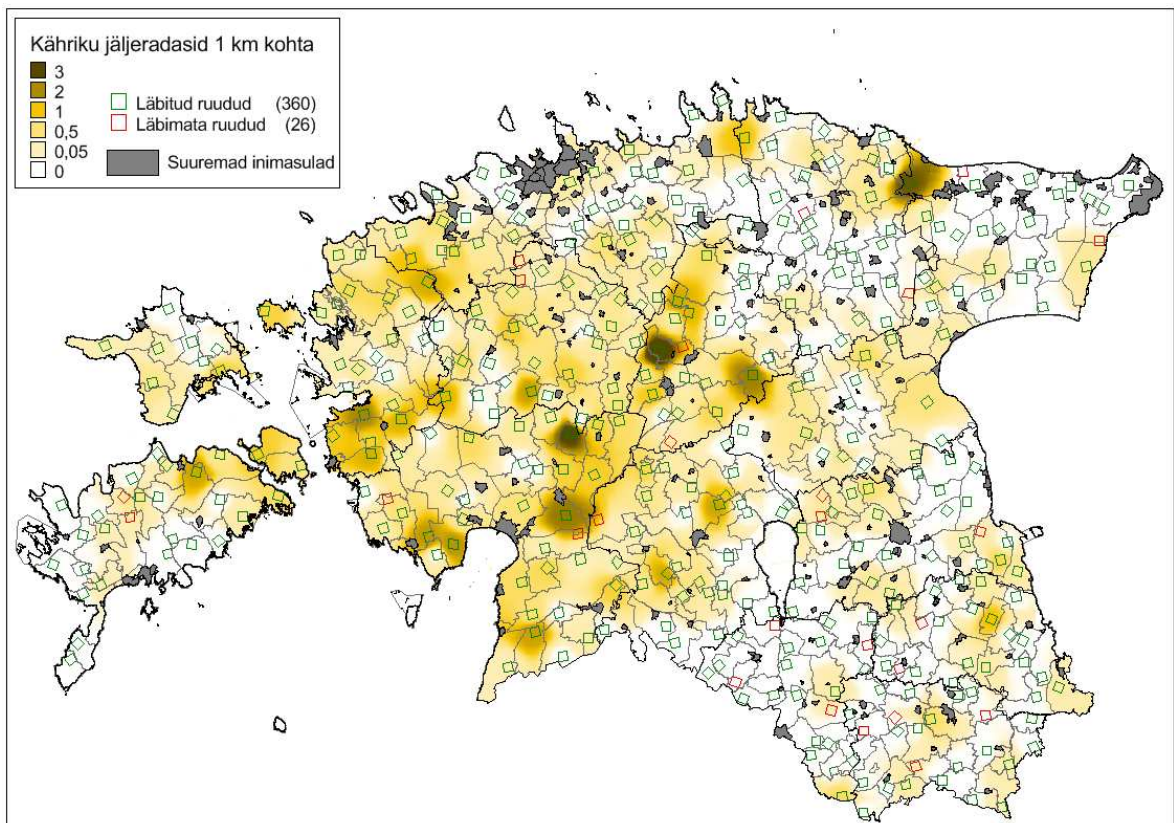 Kähriku jäljeradasid 1 km kohta
3
2
1
0,5
0,05
0
Läbitud ruudud (360)
Läbimata ruudud (26)
Suuremad inimasulad